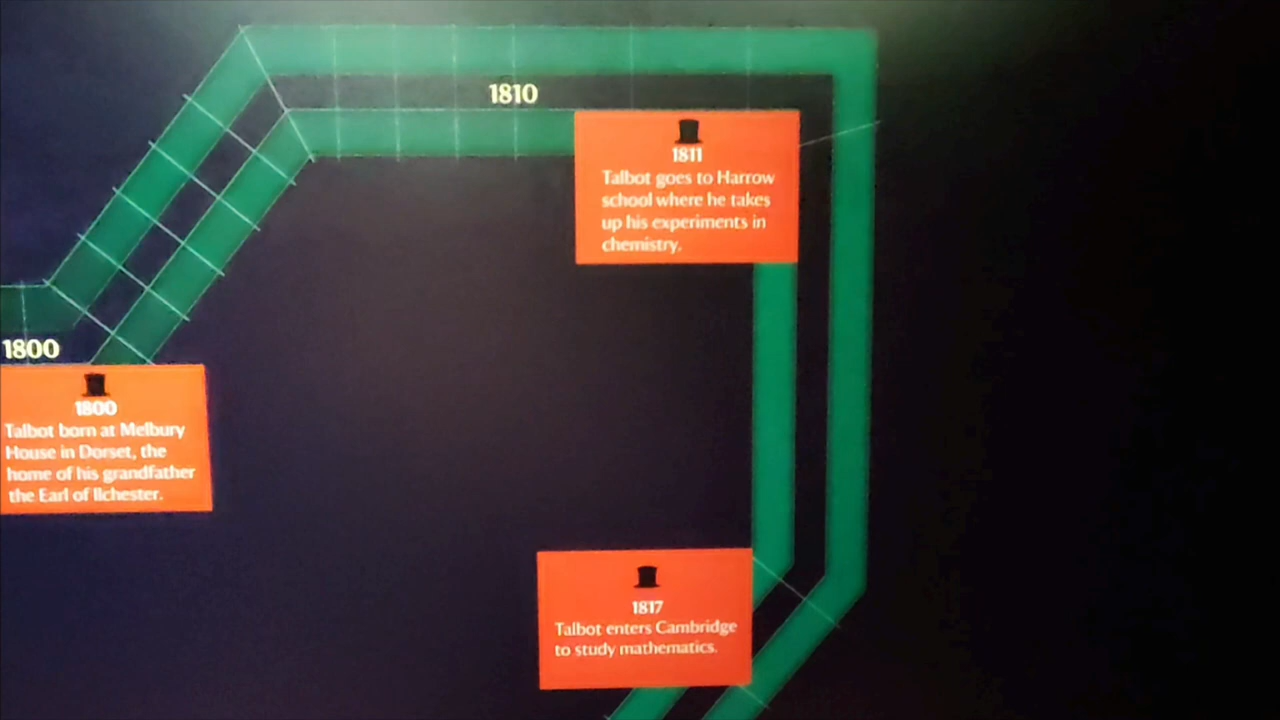 1810
1811
Talbot goes to Harrow
school where he takes
up his experiments in
chemistry.
1800
1800
Talbot born at Melbury
House in Dorset, the
home of his grandfather
the Earl of Ilchester.
1817
Talbot enters Cambridge
to study mathematics.